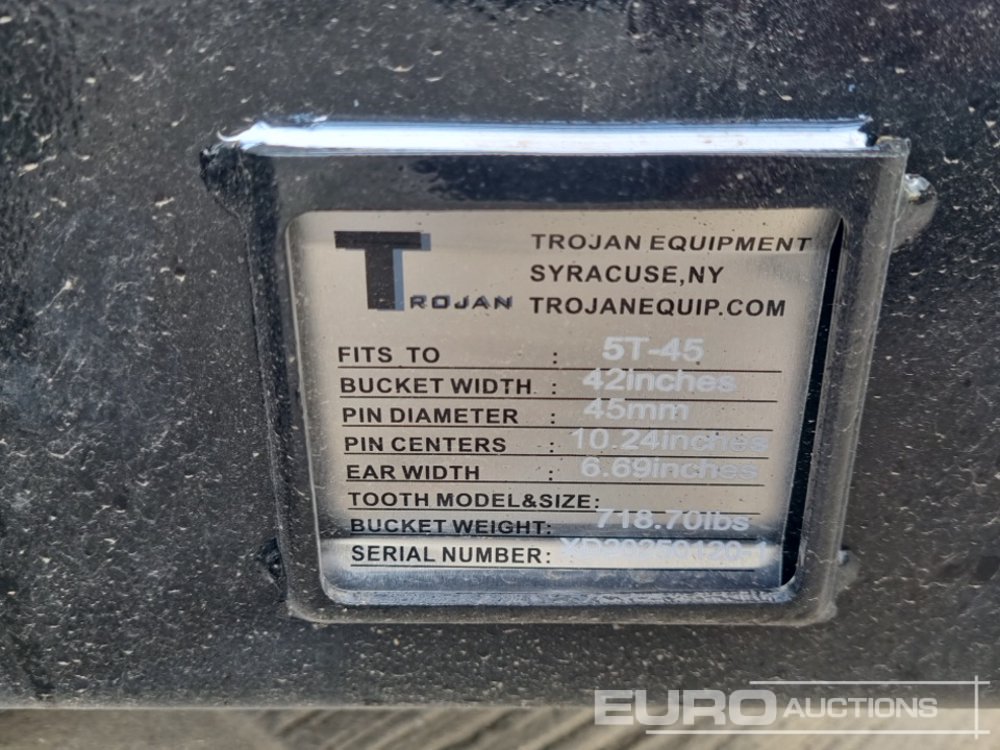 TROJAN
TROJAN EQUIPMENT
SYRACUSE,NY
TROJANEQUIP.COM
FITS TO : 5T-45
BUCKET WIDTH : 42inches
PIN DIAMETER : 45mm
PIN CENTERS : 10.24inches
EAR WIDTH : 6.69inches
TOOTH MODEL&SIZE:
BUCKET WEIGHT: 718.70lbs
SERIAL NUMBER:
EURO AUCTIONS